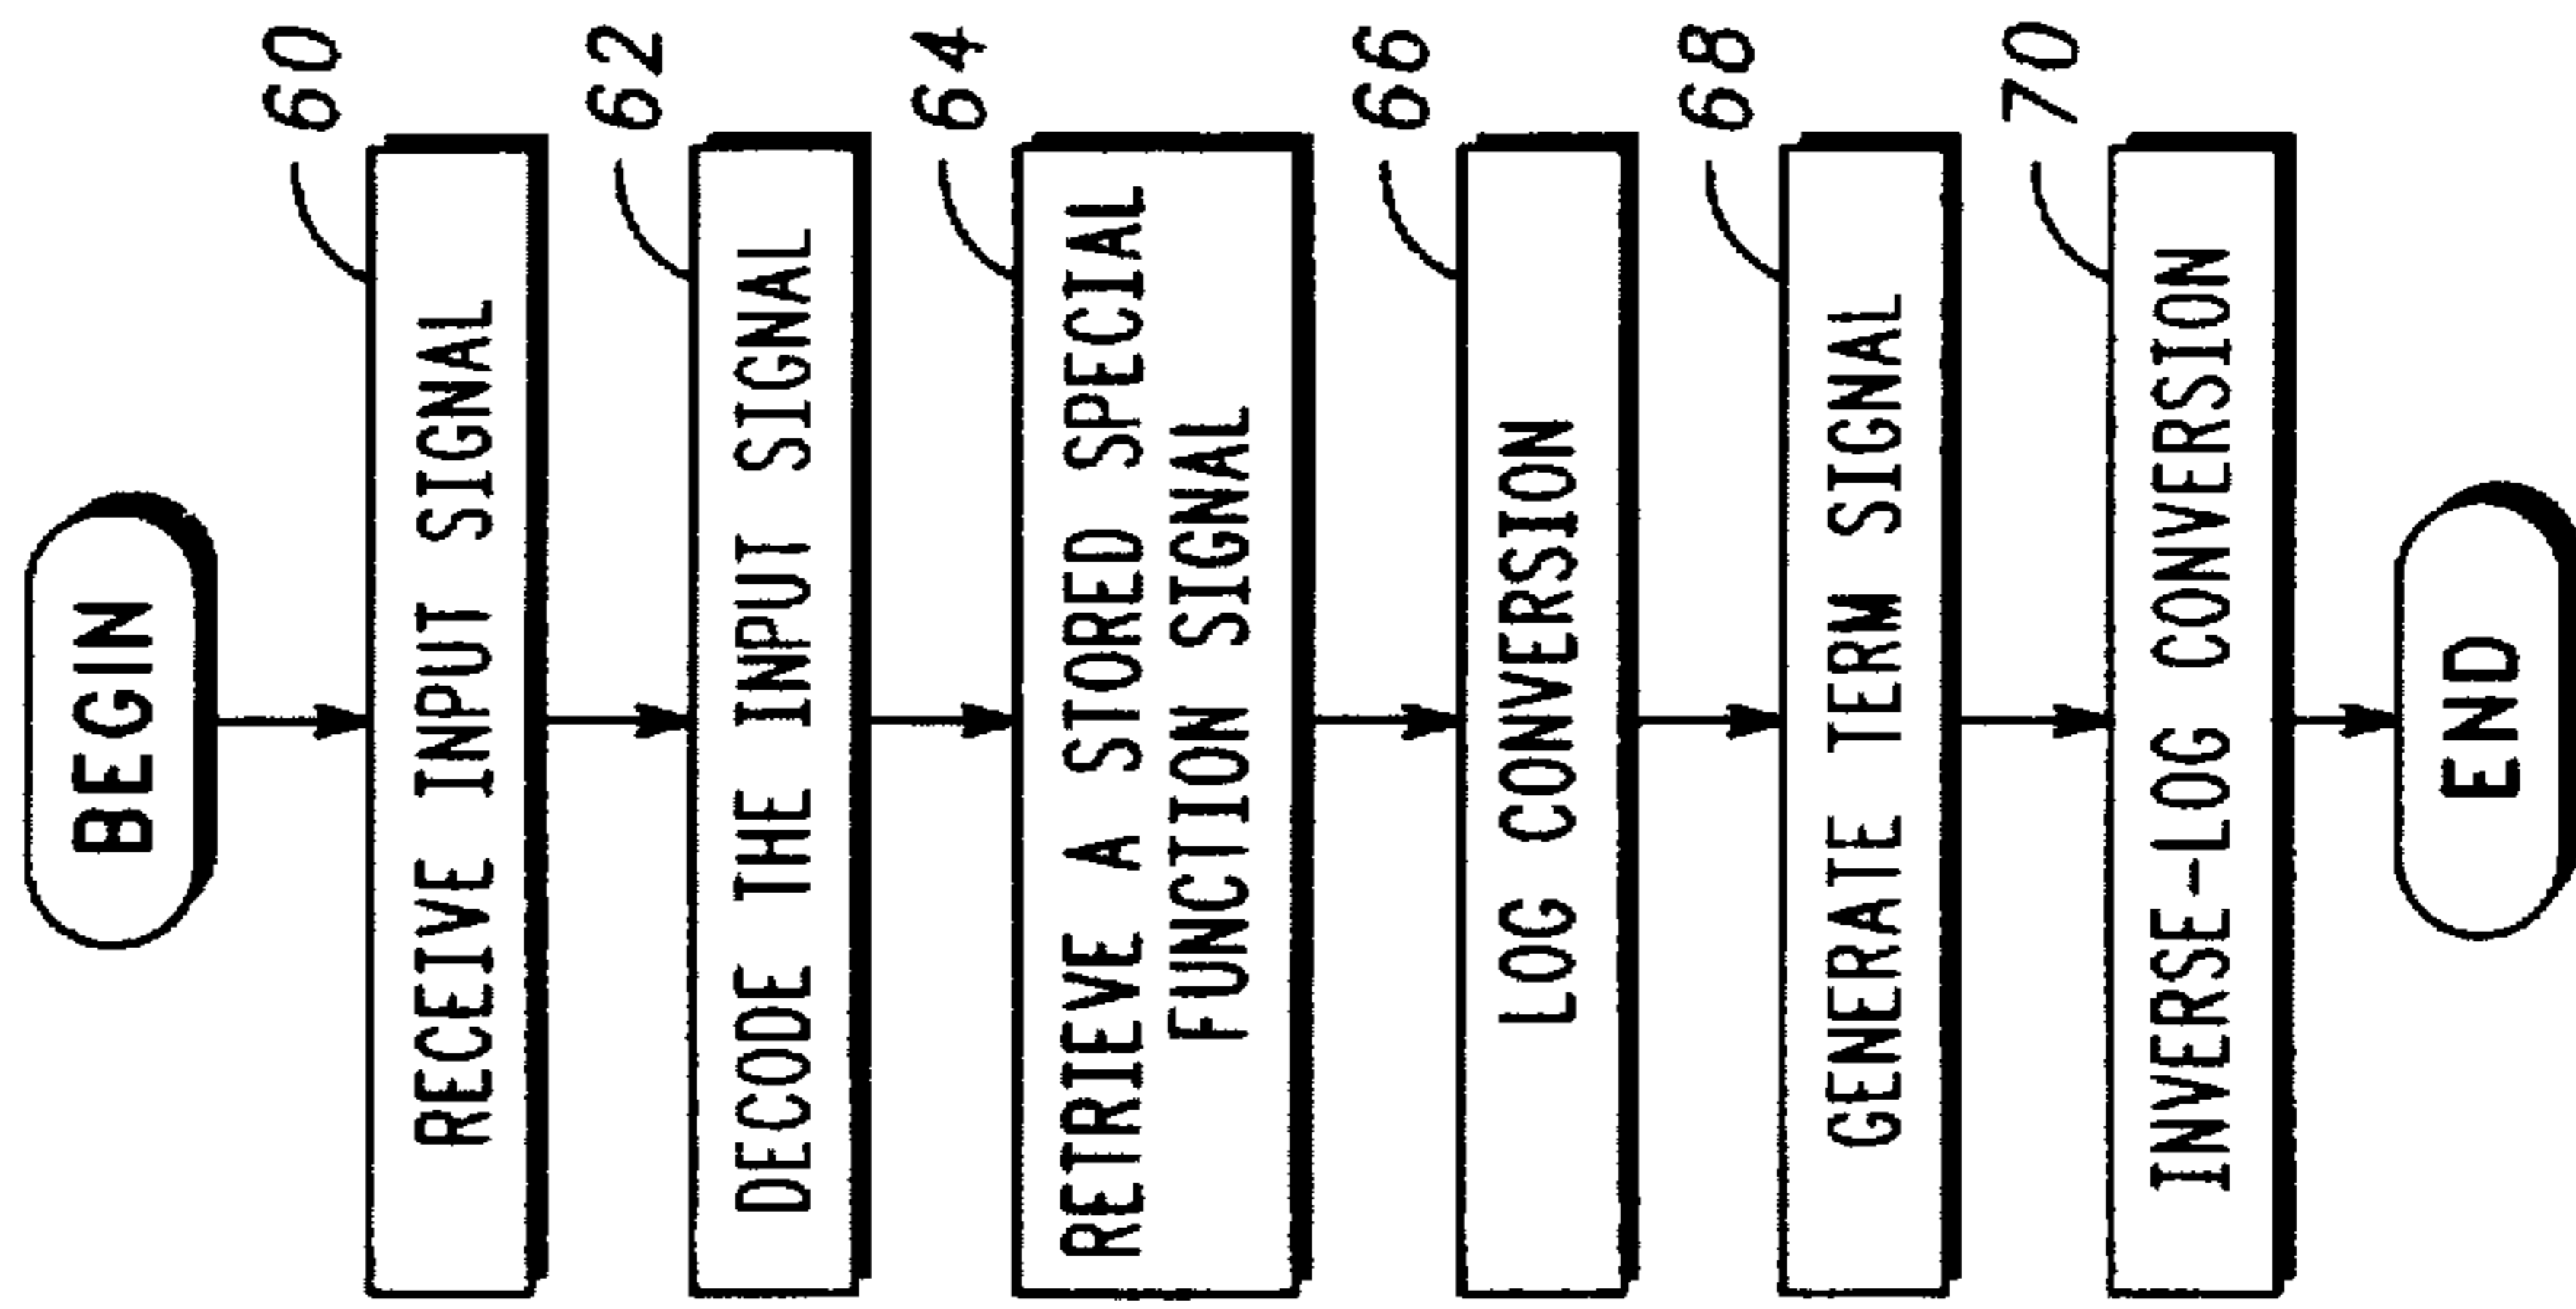 BEGIN
60
RECEIVE INPUT SIGNAL
62
DECODE THE INPUT SIGNAL
64
RETRIEVE A STORED SPECIAL
FUNCTION SIGNAL
66
LOG CONVERSION
68
GENERATE TERM SIGNAL
70
INVERSE-LOG CONVERSION
END